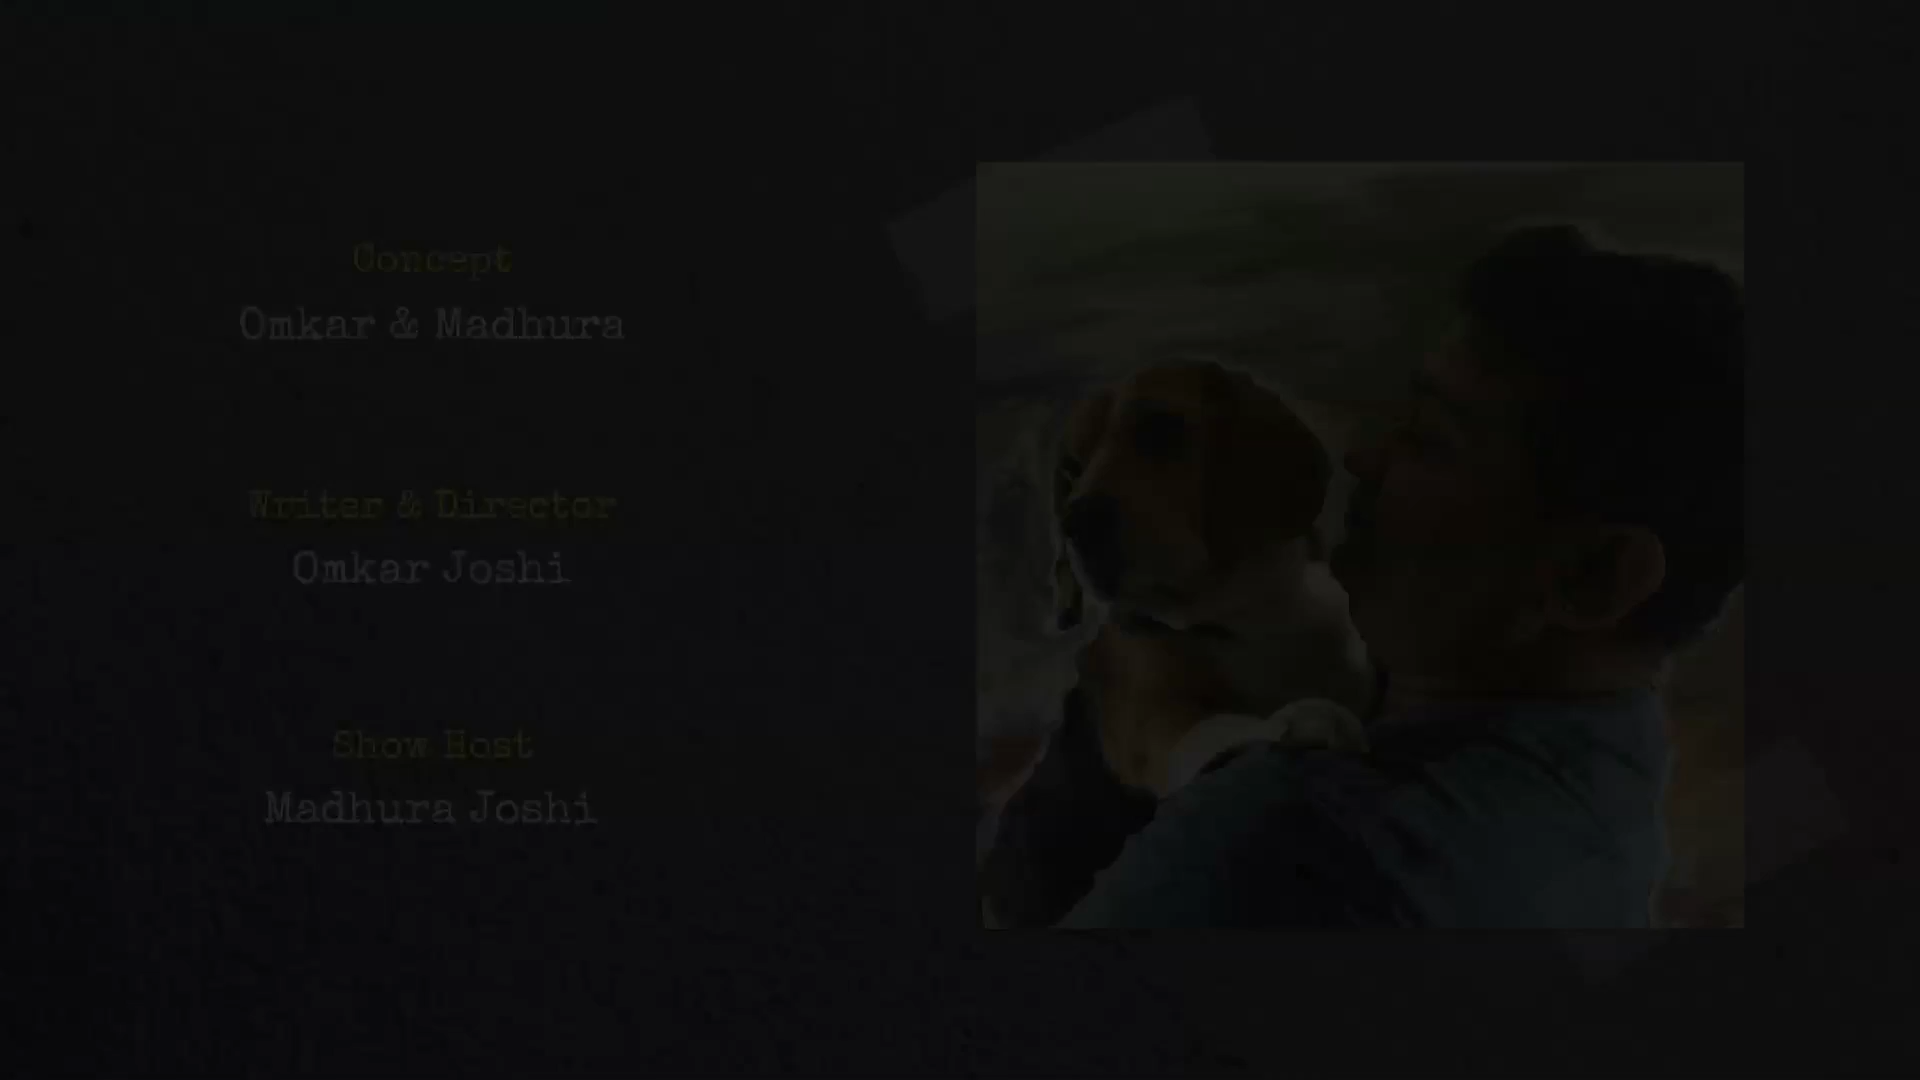 Concept
Omkar & Madhura
Writer & Director
Omkar Joshi
Show Host
Madhura Joshi